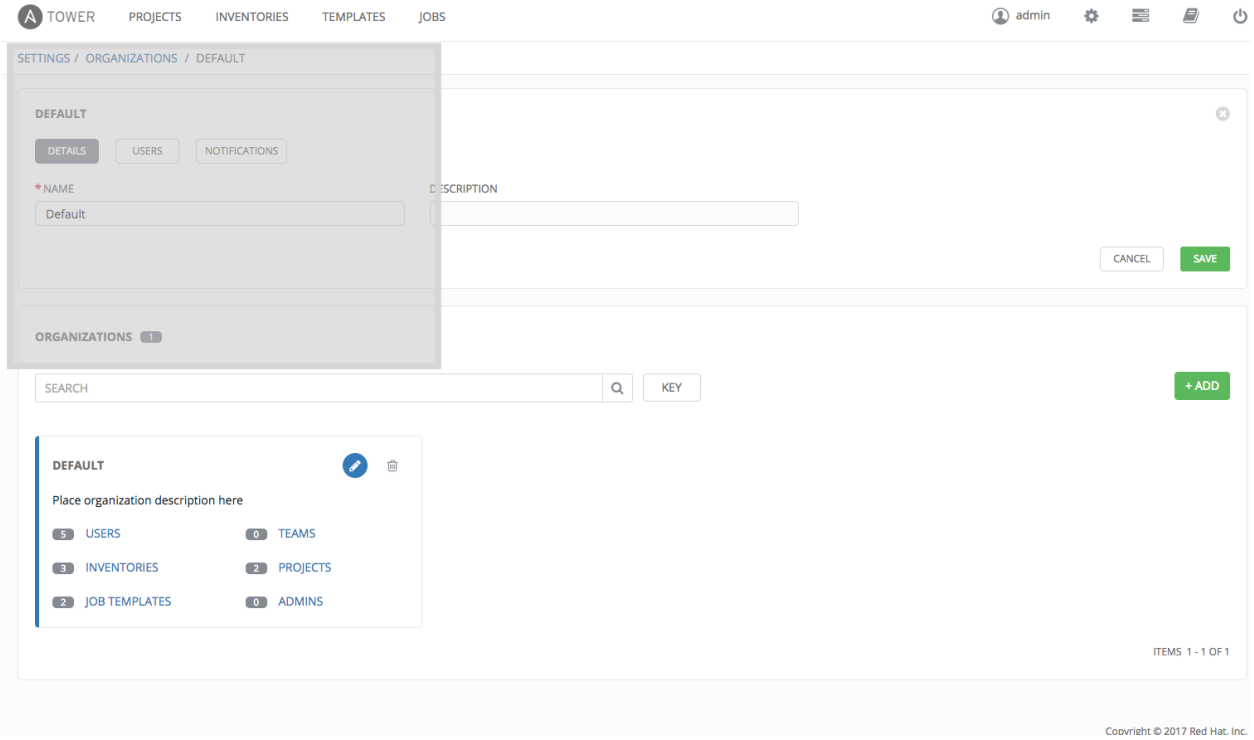 A TOWER PROJECTS INVENTORIES TEMPLATES JOBS admin
SETTINGS / ORGANIZATIONS / DEFAULT
DEFAULT
DETAILS USERS NOTIFICATIONS
* NAME DESCRIPTION
Default
CANCEL SAVE
ORGANIZATIONS 1
SEARCH KEY + ADD
DEFAULT
Place organization description here
5 USERS 0 TEAMS
3 INVENTORIES 2 PROJECTS
2 JOB TEMPLATES 0 ADMINS
ITEMS 1 - 1 OF 1
Copyright © 2017 Red Hat, Inc.